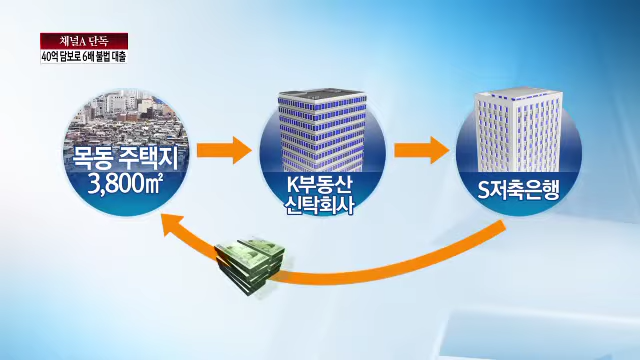 채널A 단독
40억 담보로 6배 불법 대출
목동 주택지
3,800㎡
K부동산
신탁회사
S저축은행